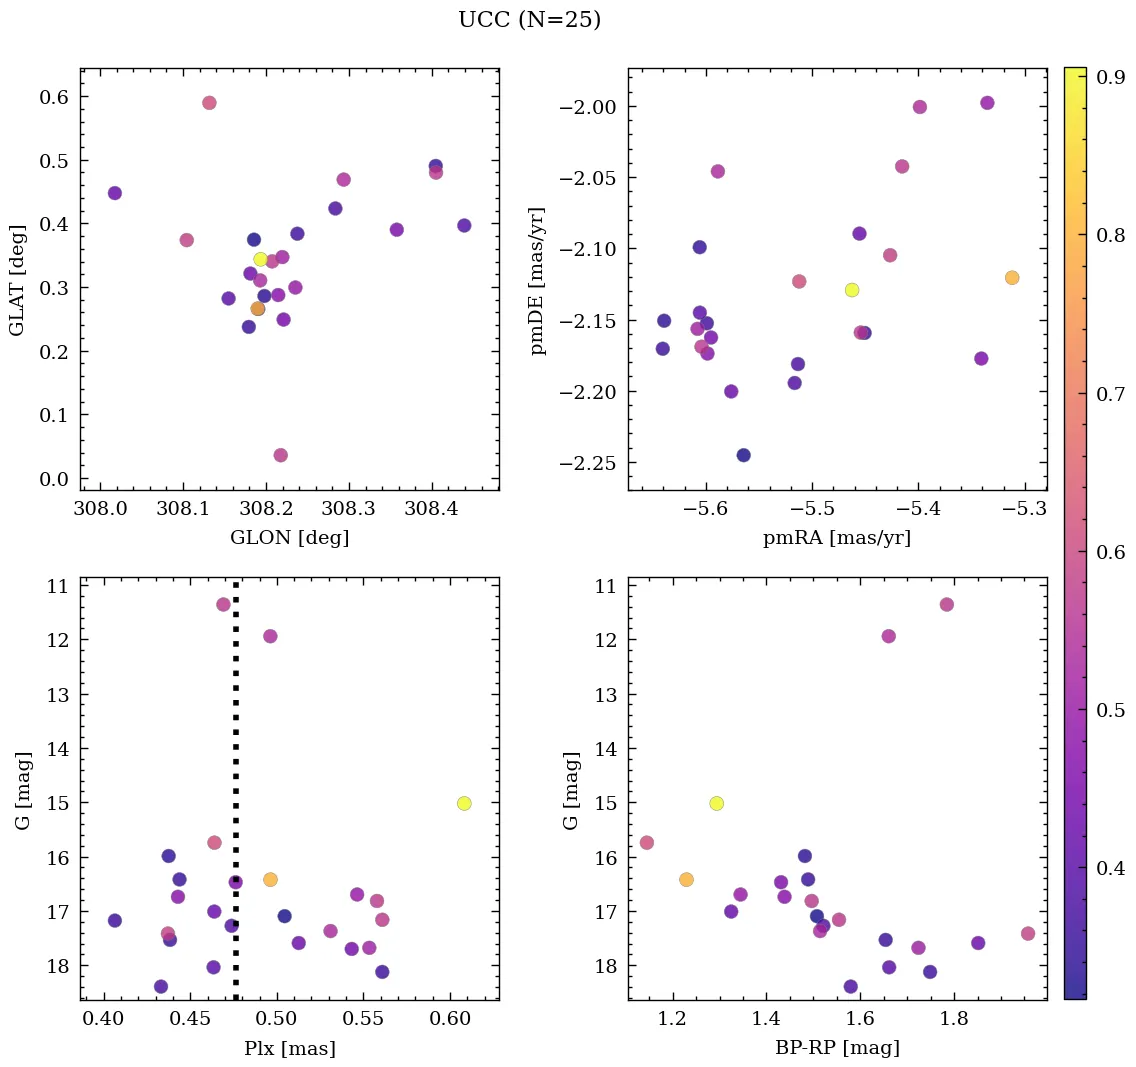 UCC (N=25)
GLAT [deg]
0.6
0.5
0.4
0.3
0.2
0.1
0.0
308.0 308.1 308.2 308.3 308.4
GLON [deg]
pmDE [mas/yr]
−2.00
−2.05
−2.10
−2.15
−2.20
−2.25
−5.6 −5.5 −5.4 −5.3
pmRA [mas/yr]
G [mag]
11
12
13
14
15
16
17
18
0.40 0.45 0.50 0.55 0.60
Plx [mas]
G [mag]
11
12
13
14
15
16
17
18
1.2 1.4 1.6 1.8
BP-RP [mag]
0.9
0.8
0.7
0.6
0.5
0.4